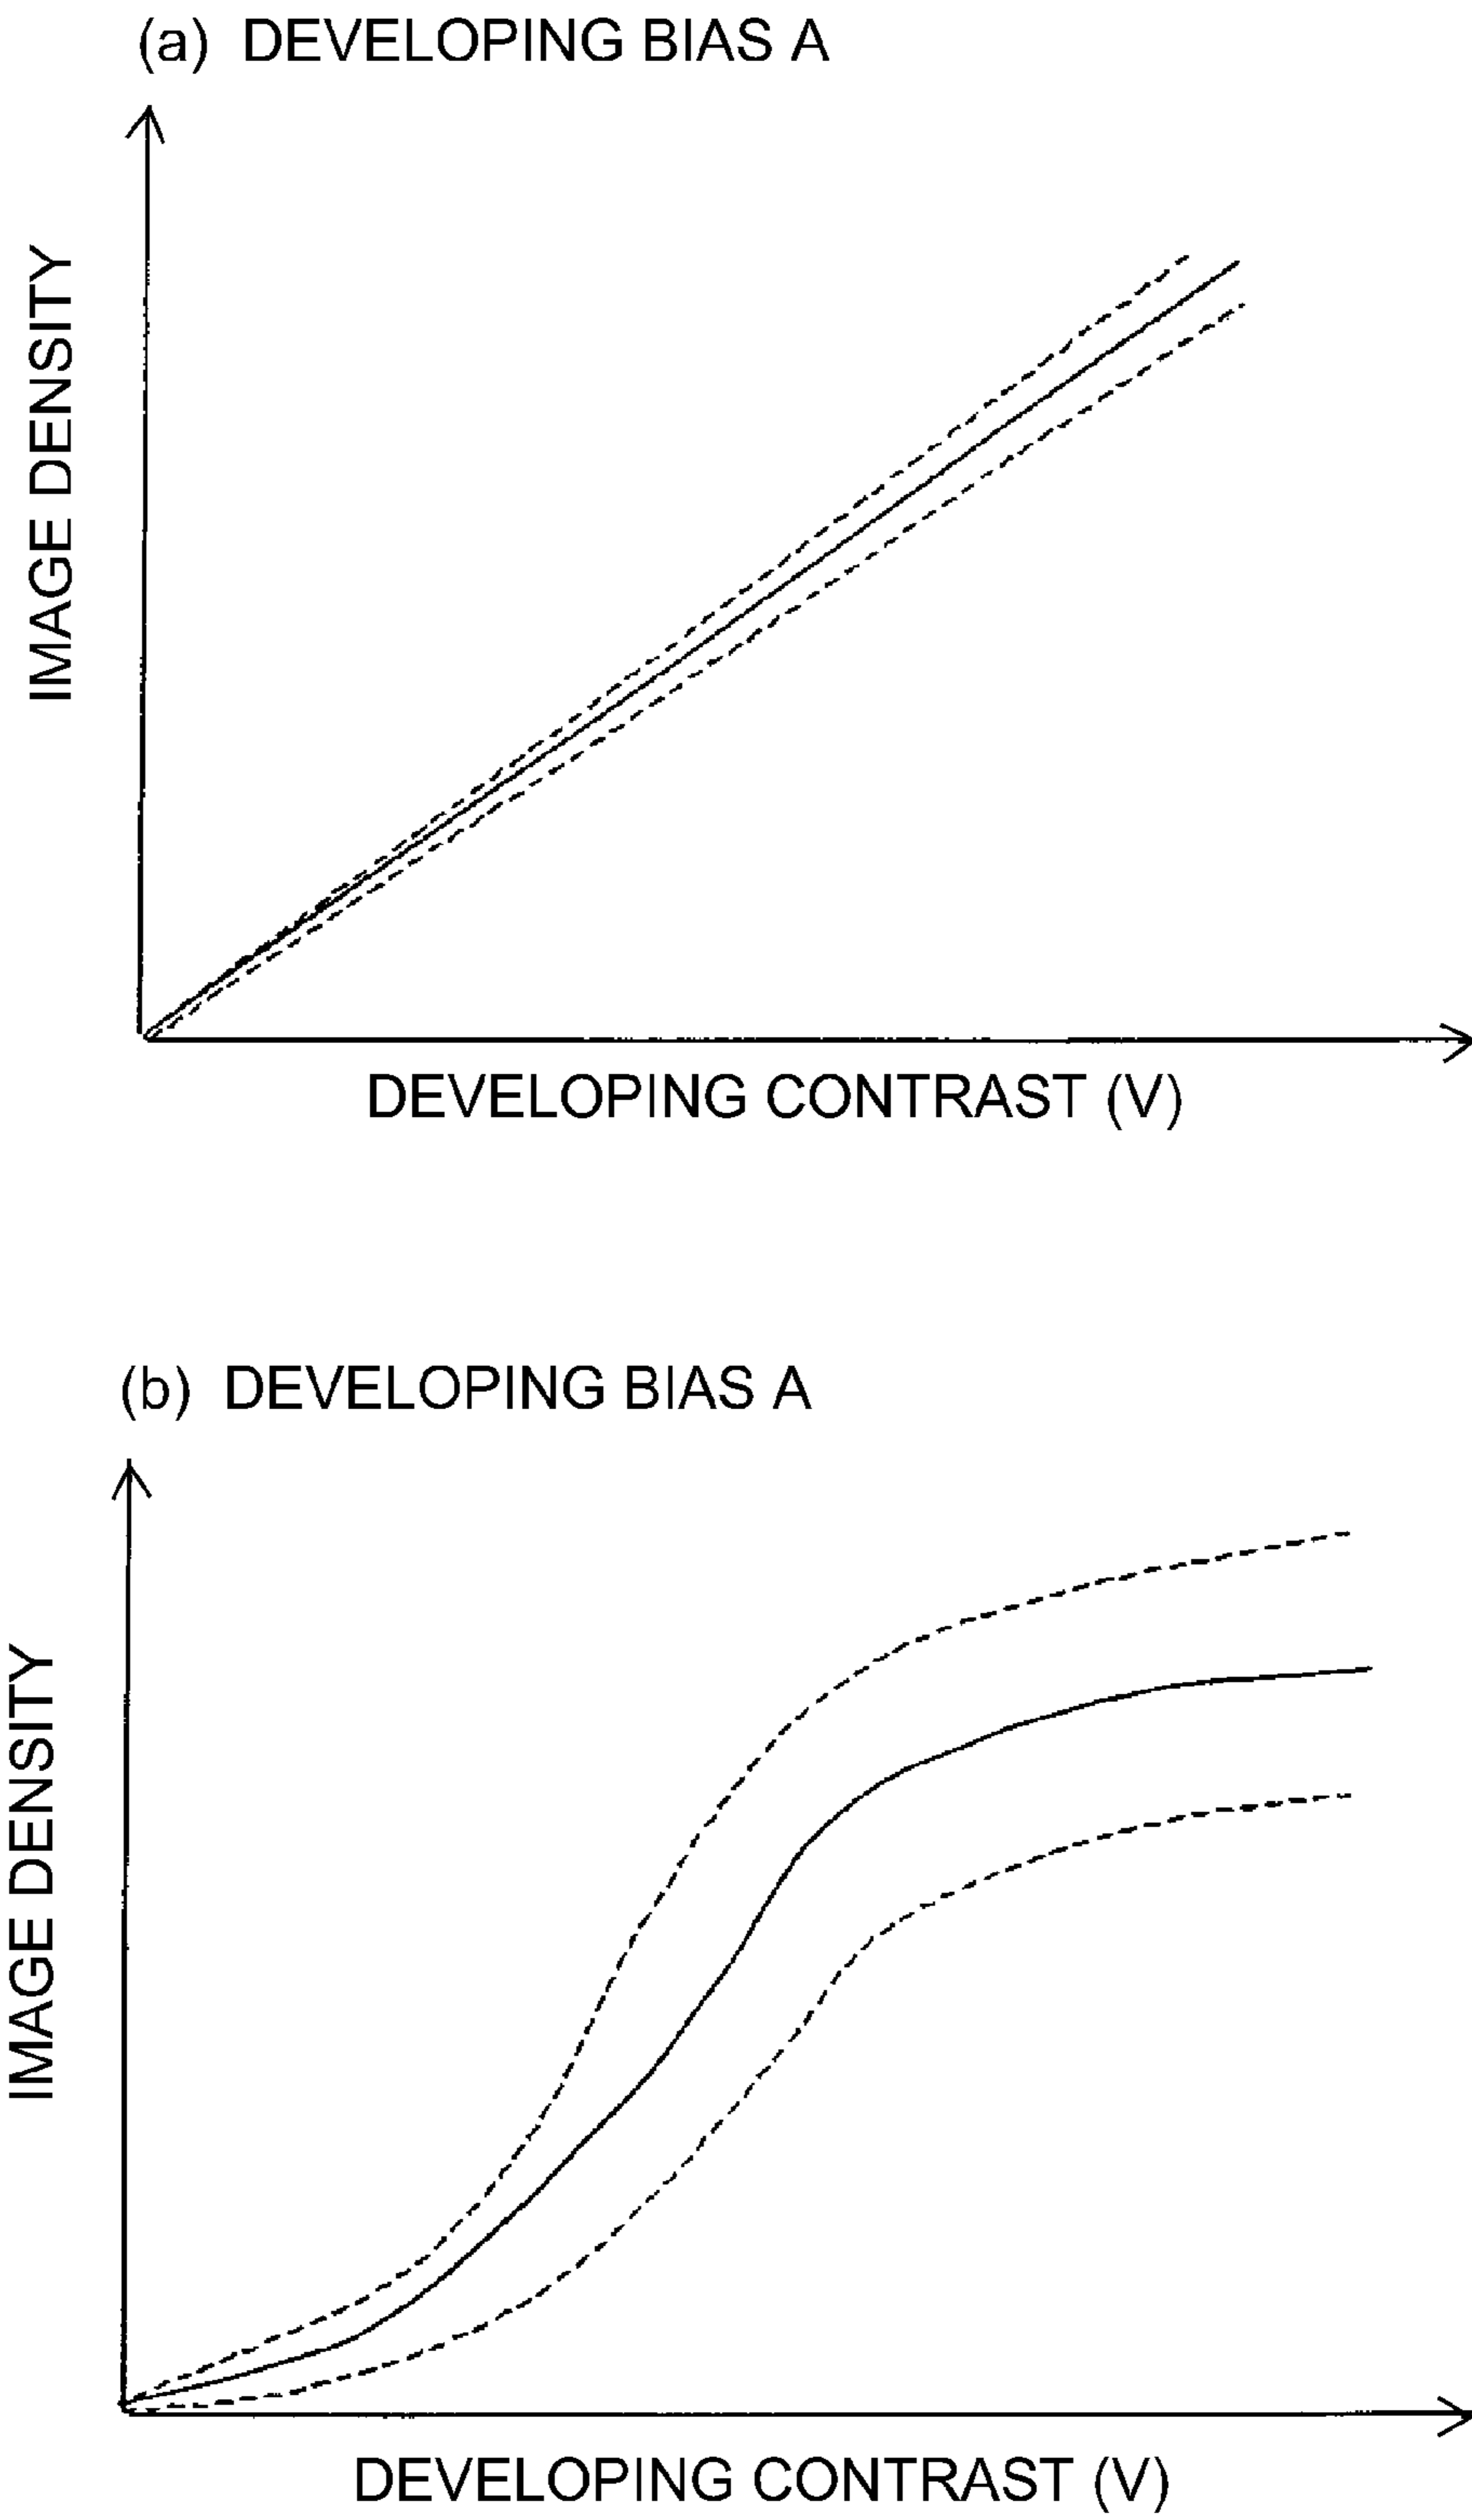 (a) DEVELOPING BIAS A
IMAGE DENSITY
DEVELOPING CONTRAST (V)
(b) DEVELOPING BIAS A
IMAGE DENSITY
DEVELOPING CONTRAST (V)